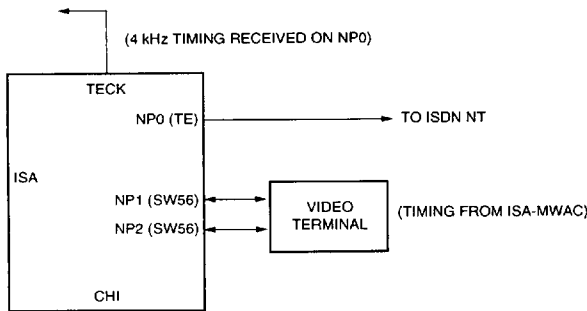 (4 kHz TIMING RECEIVED ON NP0)
TECK
NP0 (TE)
TO ISDN NT
ISA
NP1 (SW56)
NP2 (SW56)
VIDEO
TERMINAL
(TIMING FROM ISA-MWAC)
CHI